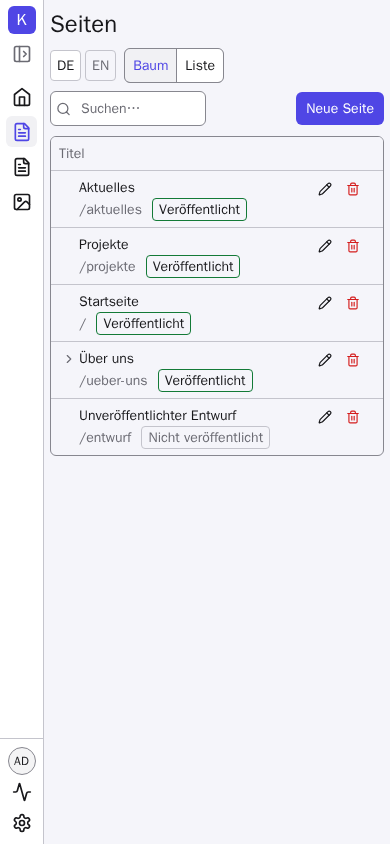 K
Seiten
DE EN Baum Liste
Suchen⋯ Neue Seite
Titel
Aktuelles
/aktuelles Veröffentlicht
Projekte
/projekte Veröffentlicht
Startseite
/ Veröffentlicht
Über uns
/ueber-uns Veröffentlicht
Unveröffentlichter Entwurf
/entwurf Nicht veröffentlicht
AD